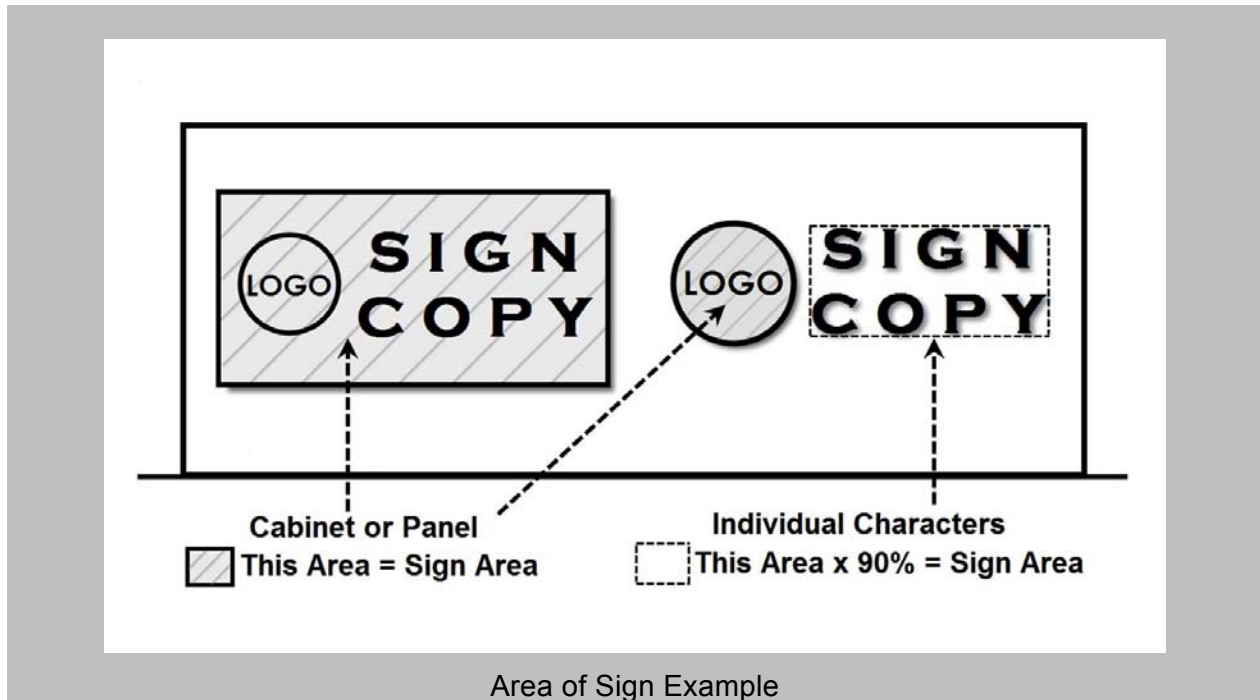 LOGO
SIGN
COPY
LOGO
SIGN
COPY
Cabinet or Panel
This Area = Sign Area
Individual Characters
This Area x 90% = Sign Area
Area of Sign Example